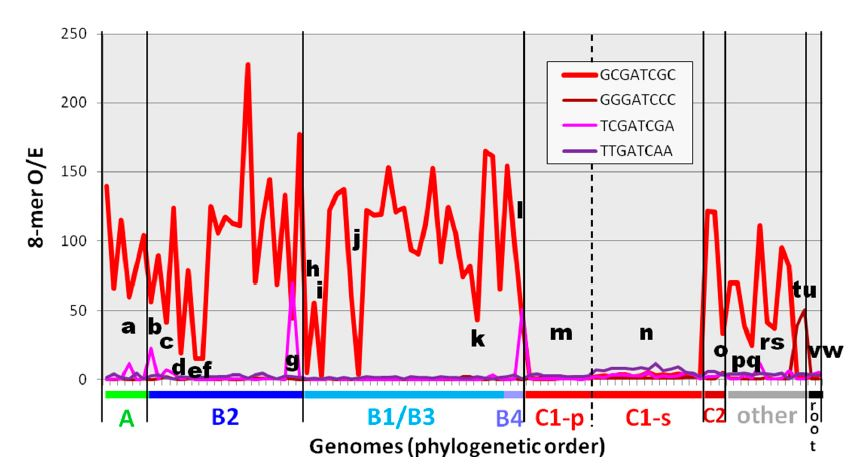 250
200
150
100
50
0
8-mer O/E
GCGATCGC
GGGATCCC
TCGATCGA
TTGATCAA
a
b
c
d
e
f
g
h
i
j
k
l
m
n
o
p
q
r
s
t
u
v
w
A
B2
B1/B3
B4
C1-p
C1-s
C2
other
root
Genomes (phylogenetic order)